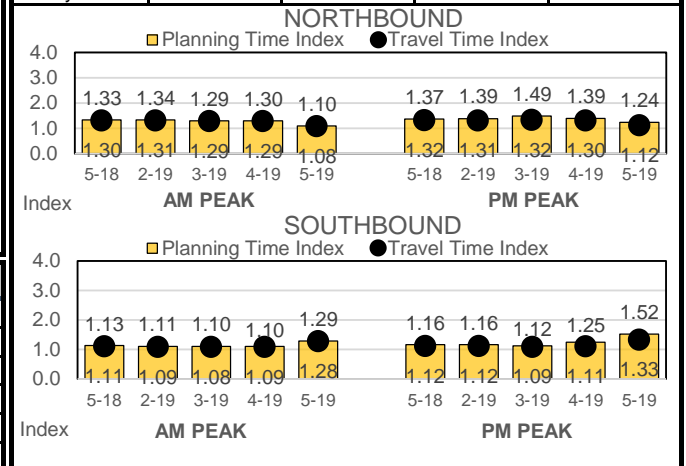 NORTHBOUND
Planning Time Index Travel Time Index
4.0
3.0
2.0
1.0
0.0
1.33 1.34 1.29 1.30 1.10 1.37 1.39 1.49 1.39 1.24
1.30 1.31 1.29 1.29 1.08 1.32 1.31 1.32 1.30 1.12
5-18 2-19 3-19 4-19 5-19 5-18 2-19 3-19 4-19 5-19
Index AM PEAK PM PEAK
SOUTHBOUND
Planning Time Index Travel Time Index
4.0
3.0
2.0
1.0
0.0
1.13 1.11 1.10 1.10 1.29 1.16 1.16 1.12 1.25 1.52
1.11 1.09 1.08 1.09 1.28 1.12 1.12 1.09 1.11 1.33
5-18 2-19 3-19 4-19 5-19 5-18 2-19 3-19 4-19 5-19
Index AM PEAK PM PEAK